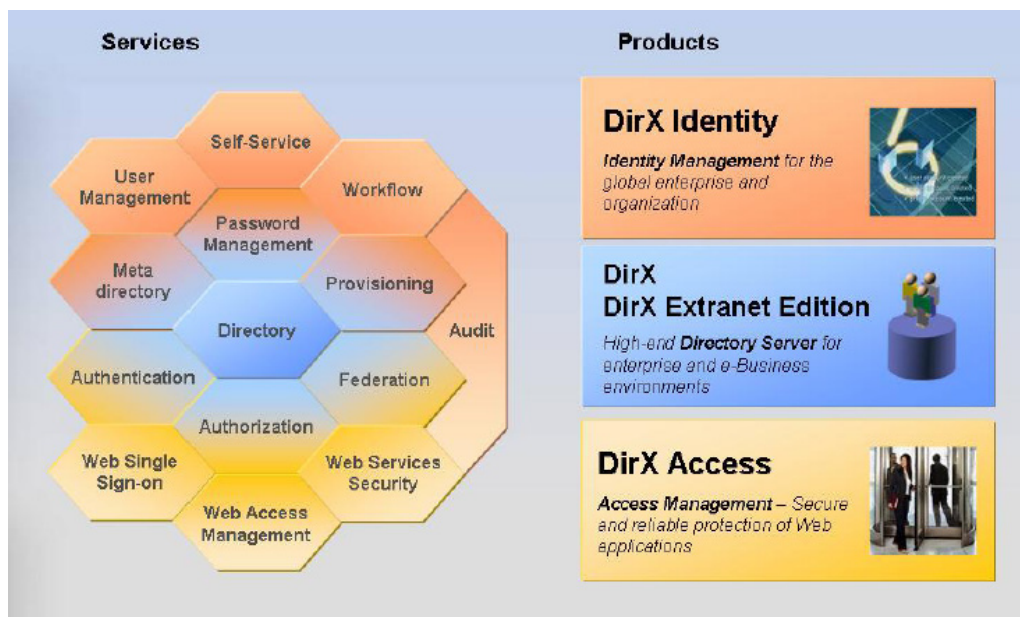 Services
Products
Self-Service
User
Management
Workflow
Password
Management
Meta
directory
Provisioning
Directory
Audit
Authentication
Federation
Authorization
Web Single
Sign-on
Web Services
Security
Web Access
Management
DirX Identity
Identity Management for the
global enterprise and
organization
DirX
DirX Extranet Edition
High-end Directory Server for
enterprise and e-Business
environments
DirX Access
Access Management – Secure
and reliable protection of Web
applications